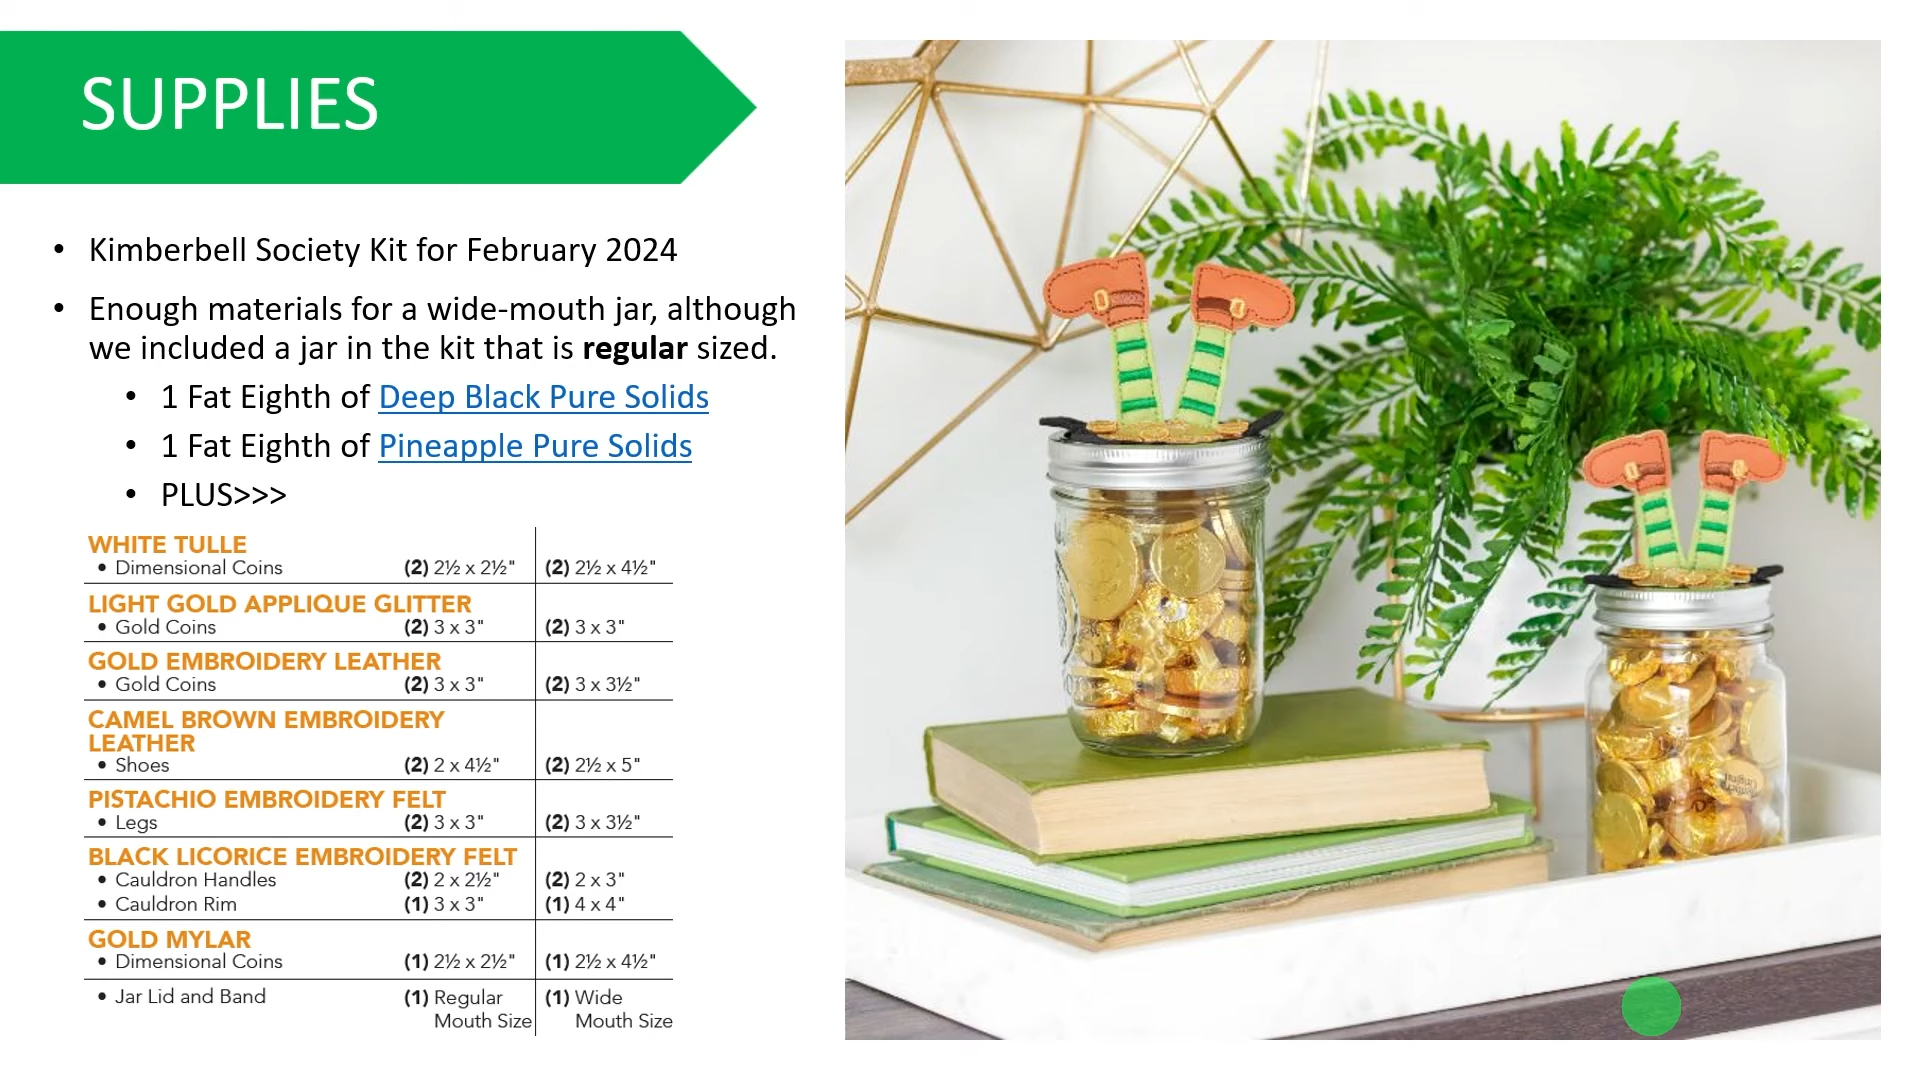 SUPPLIES
• Kimberbell Society Kit for February 2024
• Enough materials for a wide-mouth jar, although
we included a jar in the kit that is regular sized.
• 1 Fat Eighth of Deep Black Pure Solids
• 1 Fat Eighth of Pineapple Pure Solids
• PLUS>>>
WHITE TULLE
• Dimensional Coins (2) 2½ x 2½" (2) 2½ x 4½"
LIGHT GOLD APPLIQUE GLITTER
• Gold Coins (2) 3 x 3" (2) 3 x 3"
GOLD EMBROIDERY LEATHER
• Gold Coins (2) 3 x 3" (2) 3 x 3½"
CAMEL BROWN EMBROIDERY
LEATHER
• Shoes (2) 2 x 4½" (2) 2½ x 5"
PISTACHIO EMBROIDERY FELT
• Legs (2) 3 x 3" (2) 3 x 3½"
BLACK LICORICE EMBROIDERY FELT
• Cauldron Handles (2) 2 x 2½" (2) 2 x 3"
• Cauldron Rim (1) 3 x 3" (1) 4 x 4"
GOLD MYLAR
• Dimensional Coins (1) 2½ x 2½" (1) 2½ x 4½"
• Jar Lid and Band (1) Regular (1) Wide
Mouth Size Mouth Size